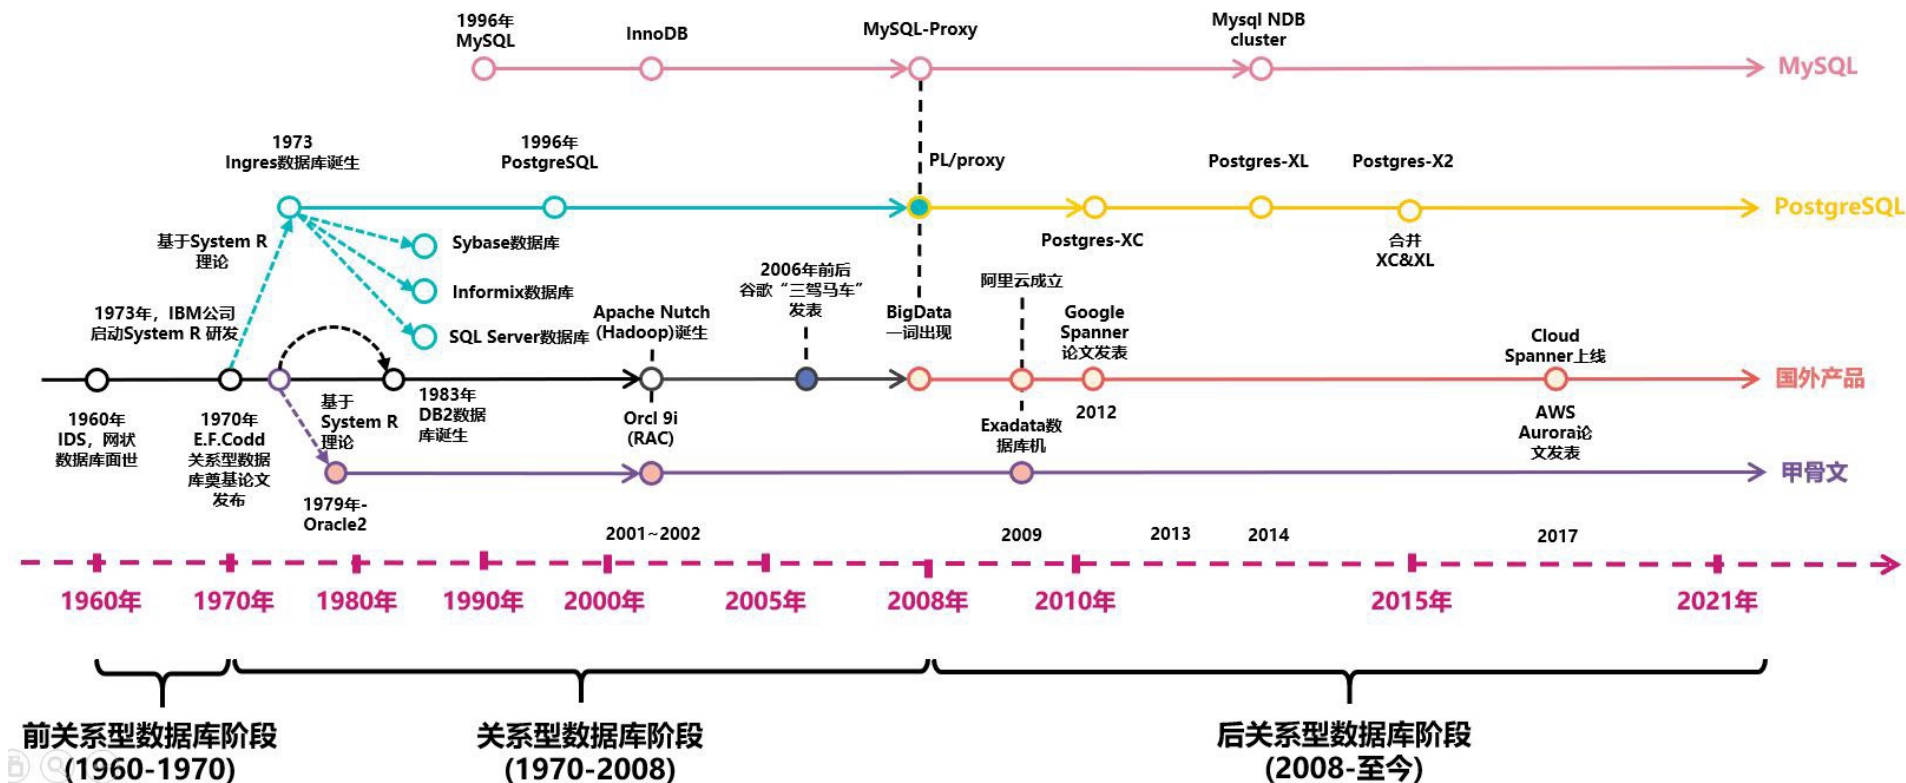 1996年
MySQL
InnoDB
MySQL-Proxy
Mysql NDB
cluster
MySQL
1973
Ingres数据库诞生
1996年
PostgreSQL
PL/proxy
Postgres-XL
Postgres-X2
PostgreSQL
基于System R
理论
Sybase数据库
Postgres-XC
合并
XC&XL
Informix数据库
2006年前后
谷歌“三驾马车”
发表
阿里云成立
1973年，IBM公司
启动System R 研发
SQL Server数据库
Apache Nutch
(Hadoop)诞生
BigData
一词出现
Google
Spanner
论文发表
Cloud
Spanner上线
国外产品
1960年
IDS，网状
数据库面世
1970年
E.F.Codd
关系型数据
库奠基论文
发布
基于
System R
理论
1983年
DB2数据
库诞生
Orcl 9i
(RAC)
Exadata数
据库机
2012
AWS
Aurora论
文发表
甲骨文
1979年-
Oracle2
2001~2002
2009
2013
2014
2017
1960年
1970年
1980年
1990年
2000年
2005年
2008年
2010年
2015年
2021年
前关系型数据库阶段
(1960-1970)
关系型数据库阶段
(1970-2008)
后关系型数据库阶段
(2008-至今)